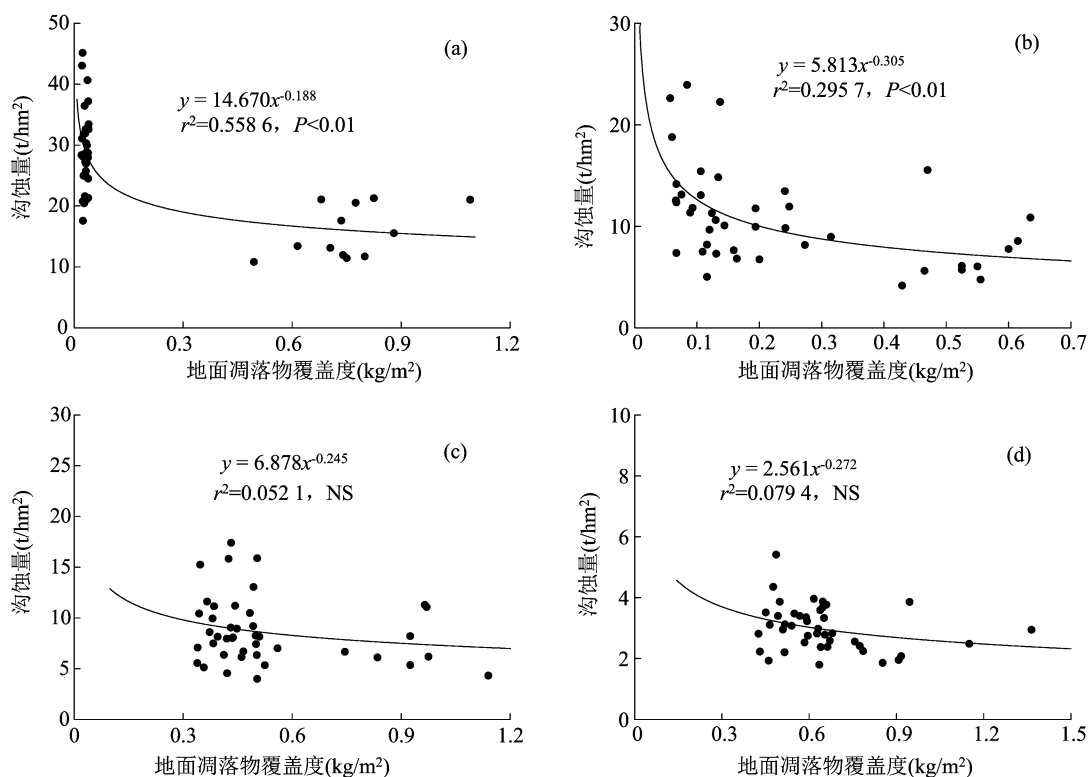 50
40
30
20
10
0
0.3
0.6
0.9
1.2
沟蚀量(t/hm²)
地面凋落物覆盖度(kg/m²)
(a)
y = 14.670x^-0.188
r²=0.558 6，P<0.01
30
20
10
0
0.1
0.2
0.3
0.4
0.5
0.6
0.7
沟蚀量(t/hm²)
地面凋落物覆盖度(kg/m²)
(b)
y = 5.813x^-0.305
r²=0.295 7，P<0.01
30
25
20
15
10
5
0
0
0.3
0.6
0.9
1.2
沟蚀量(t/hm²)
地面凋落物覆盖度(kg/m²)
(c)
y = 6.878x^-0.245
r²=0.052 1，NS
10
8
6
4
2
0
0
0.3
0.6
0.9
1.2
1.5
沟蚀量(t/hm²)
地面凋落物覆盖度(kg/m²)
(d)
y = 2.561x^-0.272
r²=0.079 4，NS